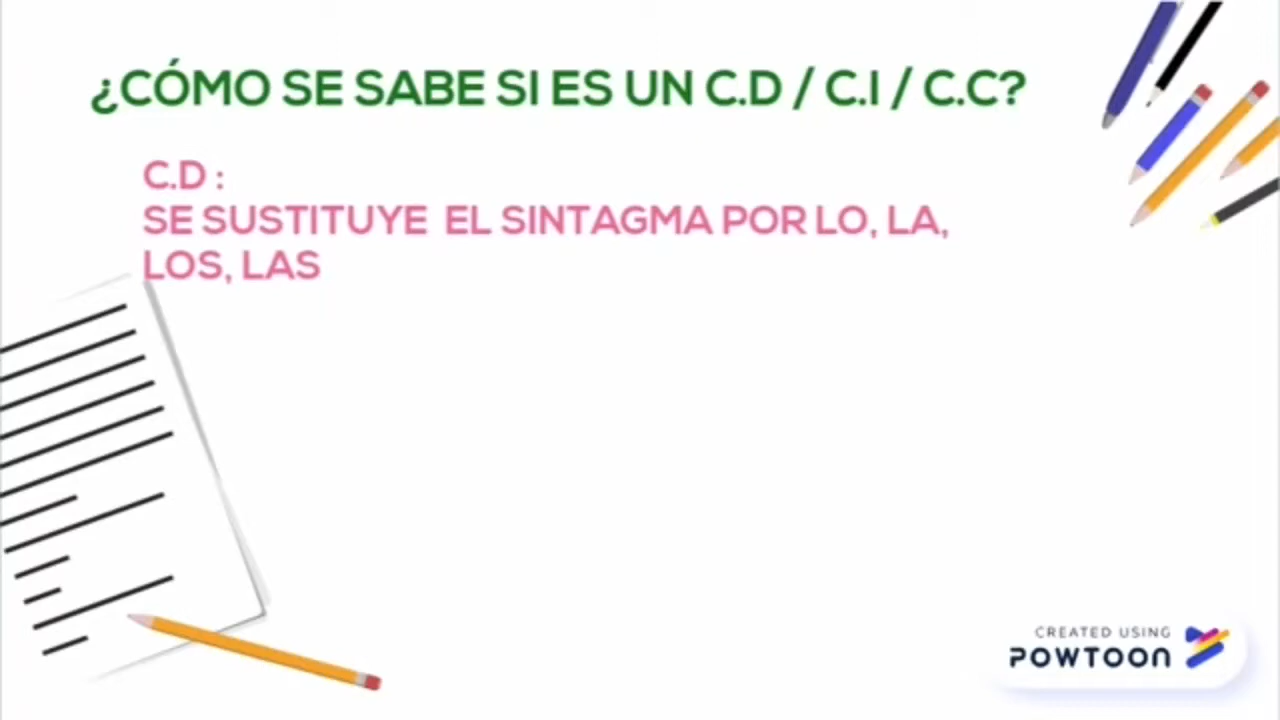 ¿CÓMO SE SABE SI ES UN C.D / C.I / C.C?
C.D :
SE SUSTITUYE EL SINTAGMA POR LO, LA,
LOS, LAS
CREATED USING
POWTOON